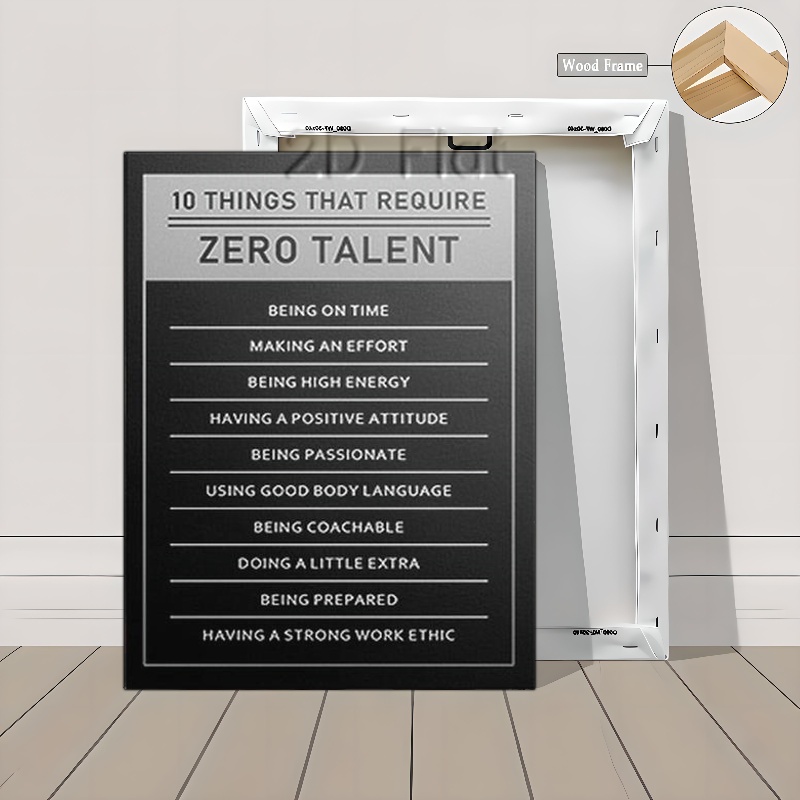 Wood Frame
2D Flat
10 THINGS THAT REQUIRE
ZERO TALENT
BEING ON TIME
MAKING AN EFFORT
BEING HIGH ENERGY
HAVING A POSITIVE ATTITUDE
BEING PASSIONATE
USING GOOD BODY LANGUAGE
BEING COACHABLE
DOING A LITTLE EXTRA
BEING PREPARED
HAVING A STRONG WORK ETHIC